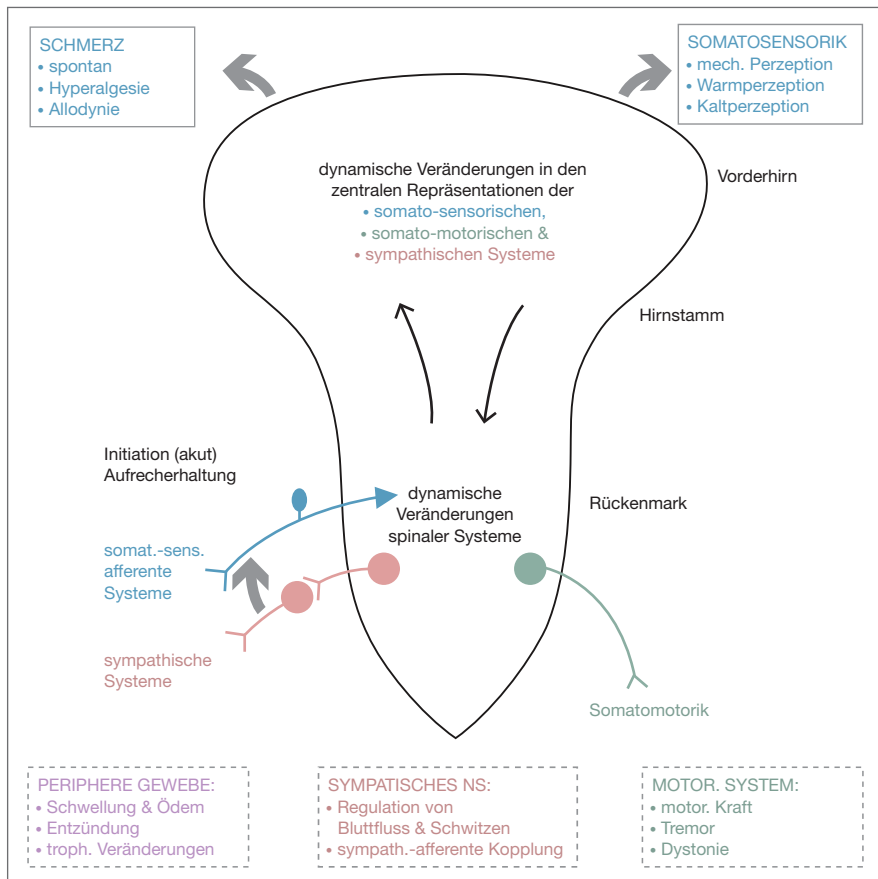 SCHMERZ
• spontan
• Hyperalgesie
• Allodynie
SOMATOSENSORIK
• mech. Perzeption
• Warmperzeption
• Kaltperzeption
dynamische Veränderungen in den
zentralen Repräsentationen der
• somato-sensorischen,
• somato-motorischen &
• sympathischen Systeme
Vorderhirn
Hirnstamm
Initiation (akut)
Aufrecherhaltung
dynamische
Veränderungen
spinaler Systeme
Rückenmark
somat.-sens.
afferente
Systeme
sympathische
Systeme
Somatomotorik
PERIPHERE GEWEBE:
• Schwellung & Ödem
• Entzündung
• troph. Veränderungen
SYMPATISCHES NS:
• Regulation von
Bluttfluss & Schwitzen
• sympath.-afferente Kopplung
MOTOR. SYSTEM:
• motor. Kraft
• Tremor
• Dystonie